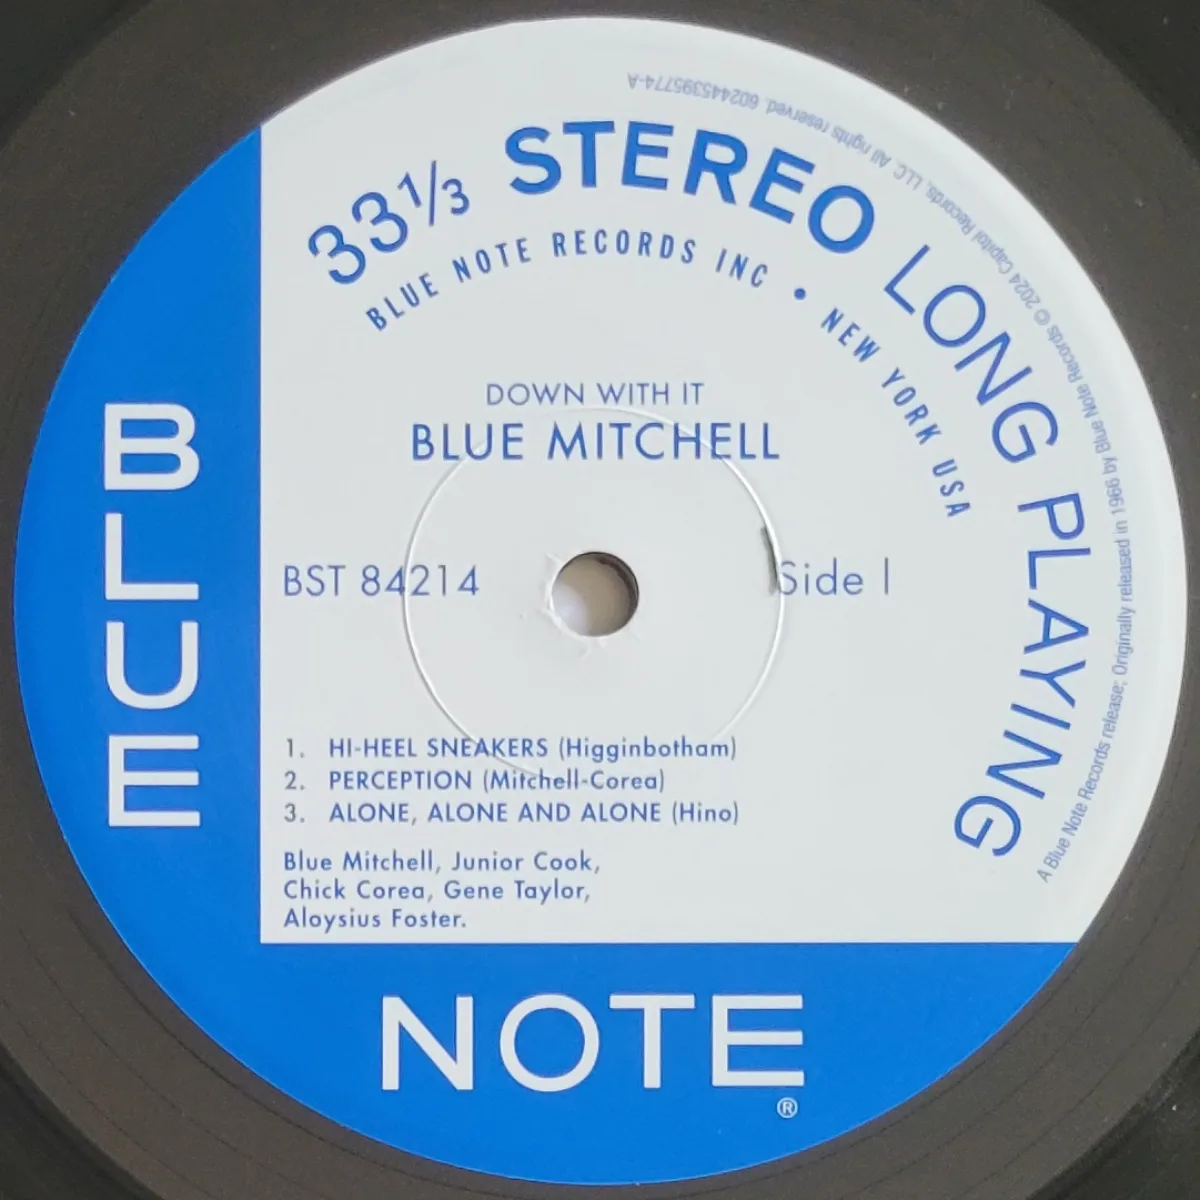 33⅓ STEREO LONG PLAYING
BLUE NOTE RECORDS INC • NEW YORK USA
A Blue Note Records release; Originally released in 1966 by Blue Note Records © 2024 Capitol Records, LLC. All rights reserved. 602445395774-A
DOWN WITH IT
BLUE MITCHELL
BST 84214 Side 1
1. HI-HEEL SNEAKERS (Higginbotham)
2. PERCEPTION (Mitchell-Corea)
3. ALONE, ALONE AND ALONE (Hino)
Blue Mitchell, Junior Cook,
Chick Corea, Gene Taylor,
Aloysius Foster.
BLUE
NOTE
®